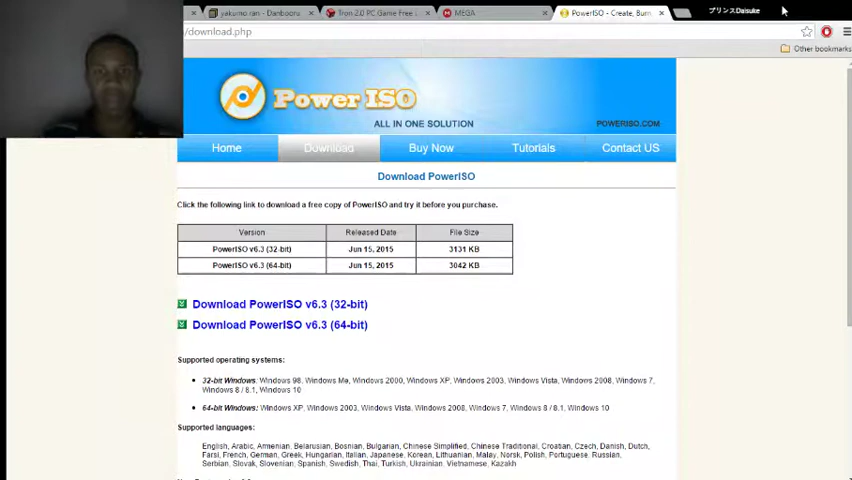 yakumo ran - Danbooru
Tron 2.0 PC Game Free
MEGA
PowerISO - Create, Burn
プリンスDaisuke
/download.php
Other bookmarks
Power ISO
ALL IN ONE SOLUTION
POWERISO.COM
Home
Download
Buy Now
Tutorials
Contact US
Download PowerISO
Click the following link to download a free copy of PowerISO and try it before you purchase.
Version Released Date File Size
PowerISO v6.3 (32-bit) Jun 15, 2015 3131 KB
PowerISO v6.3 (64-bit) Jun 15, 2015 3042 KB
Download PowerISO v6.3 (32-bit)
Download PowerISO v6.3 (64-bit)
Supported operating systems:
32-bit Windows: Windows 98, Windows Me, Windows 2000, Windows XP, Windows 2003, Windows Vista, Windows 2008, Windows 7,
Windows 8 / 8.1, Windows 10
64-bit Windows: Windows XP, Windows 2003, Windows Vista, Windows 2008, Windows 7, Windows 8 / 8.1, Windows 10
Supported languages:
English, Arabic, Armenian, Belarusian, Bosnian, Bulgarian, Chinese Simplified, Chinese Traditional, Croatian, Czech, Danish, Dutch,
Farsi, French, German, Greek, Hungarian, Italian, Japanese, Korean, Lithuanian, Malay, Norsk, Polish, Portuguese, Russian,
Serbian, Slovak, Slovenian, Spanish, Swedish, Thai, Turkish, Ukrainian, Vietnamese, Kazakh